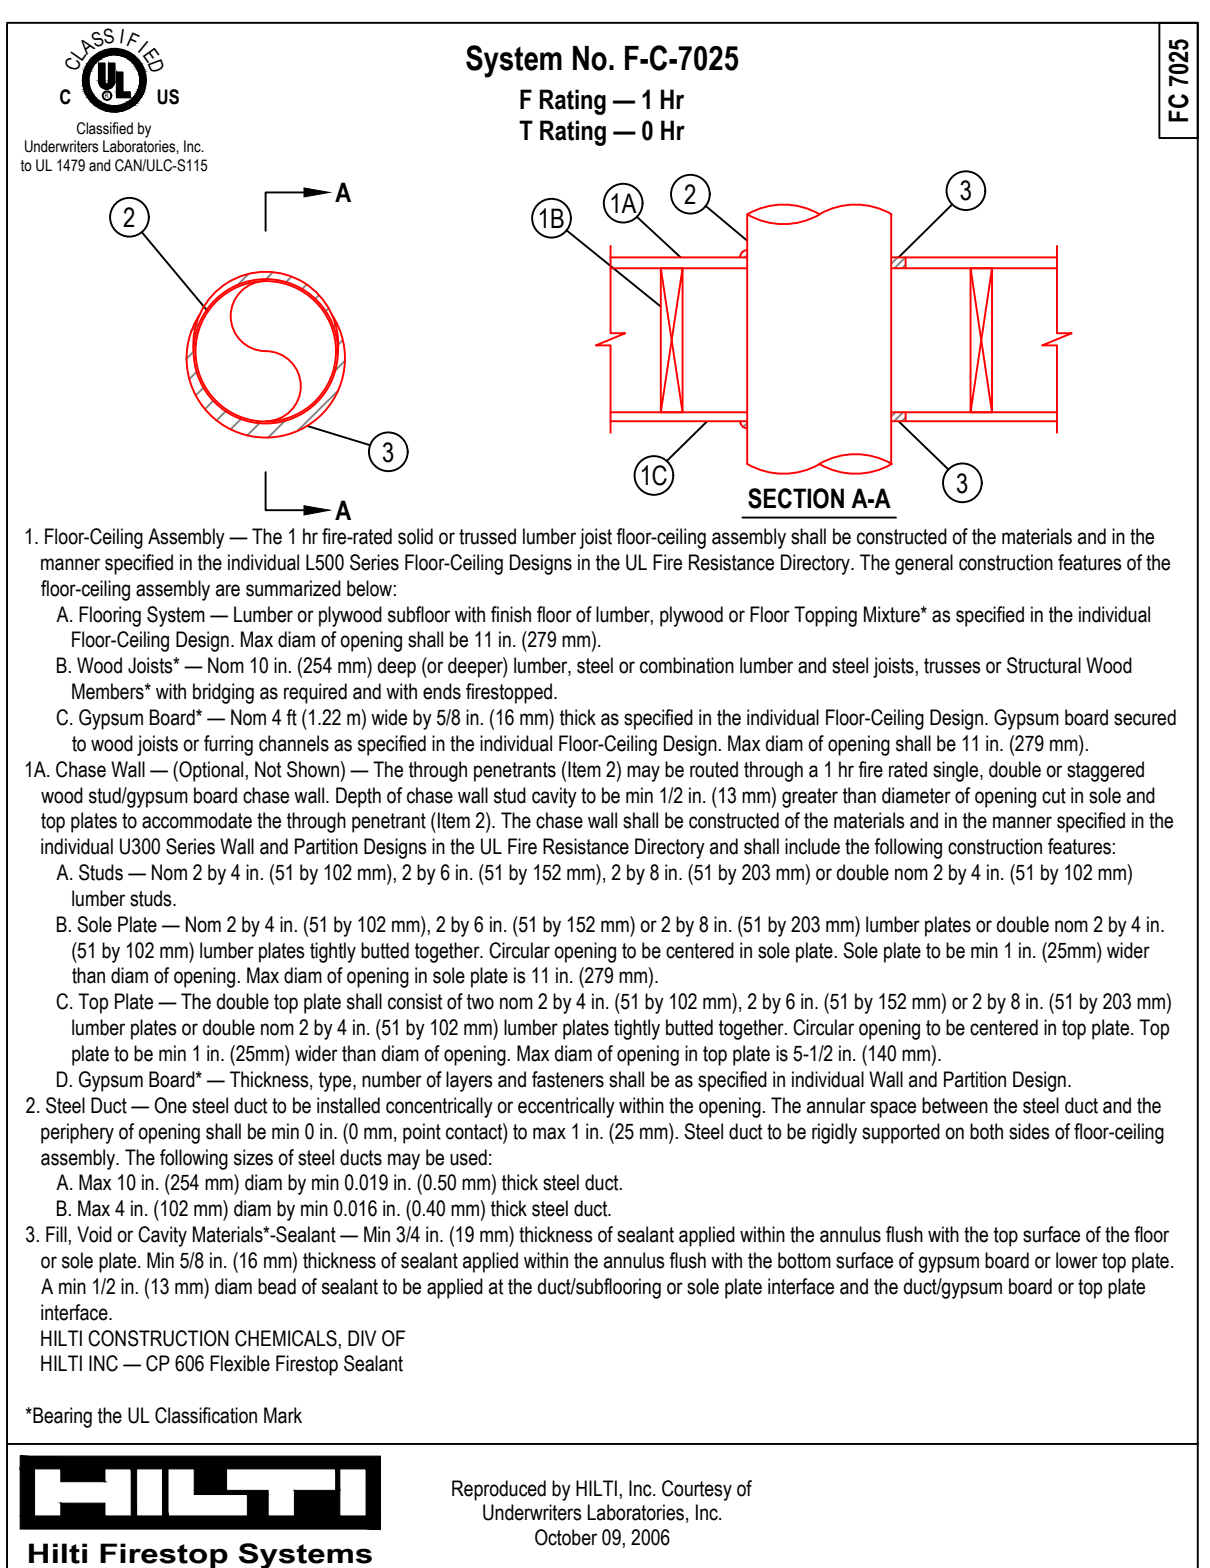 CLASSIFIED
C UL ® US
Classified by
Underwriters Laboratories, Inc.
to UL 1479 and CAN/ULC-S115
System No. F-C-7025
F Rating — 1 Hr
T Rating — 0 Hr
FC 7025
A
2
3
A
1B
1A
2
3
1C
3
SECTION A-A
1. Floor-Ceiling Assembly — The 1 hr fire-rated solid or trussed lumber joist floor-ceiling assembly shall be constructed of the materials and in the
manner specified in the individual L500 Series Floor-Ceiling Designs in the UL Fire Resistance Directory. The general construction features of the
floor-ceiling assembly are summarized below:
A. Flooring System — Lumber or plywood subfloor with finish floor of lumber, plywood or Floor Topping Mixture* as specified in the individual
Floor-Ceiling Design. Max diam of opening shall be 11 in. (279 mm).
B. Wood Joists* — Nom 10 in. (254 mm) deep (or deeper) lumber, steel or combination lumber and steel joists, trusses or Structural Wood
Members* with bridging as required and with ends firestopped.
C. Gypsum Board* — Nom 4 ft (1.22 m) wide by 5/8 in. (16 mm) thick as specified in the individual Floor-Ceiling Design. Gypsum board secured
to wood joists or furring channels as specified in the individual Floor-Ceiling Design. Max diam of opening shall be 11 in. (279 mm).
1A. Chase Wall — (Optional, Not Shown) — The through penetrants (Item 2) may be routed through a 1 hr fire rated single, double or staggered
wood stud/gypsum board chase wall. Depth of chase wall stud cavity to be min 1/2 in. (13 mm) greater than diameter of opening cut in sole and
top plates to accommodate the through penetrant (Item 2). The chase wall shall be constructed of the materials and in the manner specified in the
individual U300 Series Wall and Partition Designs in the UL Fire Resistance Directory and shall include the following construction features:
A. Studs — Nom 2 by 4 in. (51 by 102 mm), 2 by 6 in. (51 by 152 mm), 2 by 8 in. (51 by 203 mm) or double nom 2 by 4 in. (51 by 102 mm)
lumber studs.
B. Sole Plate — Nom 2 by 4 in. (51 by 102 mm), 2 by 6 in. (51 by 152 mm) or 2 by 8 in. (51 by 203 mm) lumber plates or double nom 2 by 4 in.
(51 by 102 mm) lumber plates tightly butted together. Circular opening to be centered in sole plate. Sole plate to be min 1 in. (25mm) wider
than diam of opening. Max diam of opening in sole plate is 11 in. (279 mm).
C. Top Plate — The double top plate shall consist of two nom 2 by 4 in. (51 by 102 mm), 2 by 6 in. (51 by 152 mm) or 2 by 8 in. (51 by 203 mm)
lumber plates or double nom 2 by 4 in. (51 by 102 mm) lumber plates tightly butted together. Circular opening to be centered in top plate. Top
plate to be min 1 in. (25mm) wider than diam of opening. Max diam of opening in top plate is 5-1/2 in. (140 mm).
D. Gypsum Board* — Thickness, type, number of layers and fasteners shall be as specified in individual Wall and Partition Design.
2. Steel Duct — One steel duct to be installed concentrically or eccentrically within the opening. The annular space between the steel duct and the
periphery of opening shall be min 0 in. (0 mm, point contact) to max 1 in. (25 mm). Steel duct to be rigidly supported on both sides of floor-ceiling
assembly. The following sizes of steel ducts may be used:
A. Max 10 in. (254 mm) diam by min 0.019 in. (0.50 mm) thick steel duct.
B. Max 4 in. (102 mm) diam by min 0.016 in. (0.40 mm) thick steel duct.
3. Fill, Void or Cavity Materials*-Sealant — Min 3/4 in. (19 mm) thickness of sealant applied within the annulus flush with the top surface of the floor
or sole plate. Min 5/8 in. (16 mm) thickness of sealant applied within the annulus flush with the bottom surface of gypsum board or lower top plate.
A min 1/2 in. (13 mm) diam bead of sealant to be applied at the duct/subflooring or sole plate interface and the duct/gypsum board or top plate
interface.
HILTI CONSTRUCTION CHEMICALS, DIV OF
HILTI INC — CP 606 Flexible Firestop Sealant
*Bearing the UL Classification Mark
HILTI
Hilti Firestop Systems
Reproduced by HILTI, Inc. Courtesy of
Underwriters Laboratories, Inc.
October 09, 2006